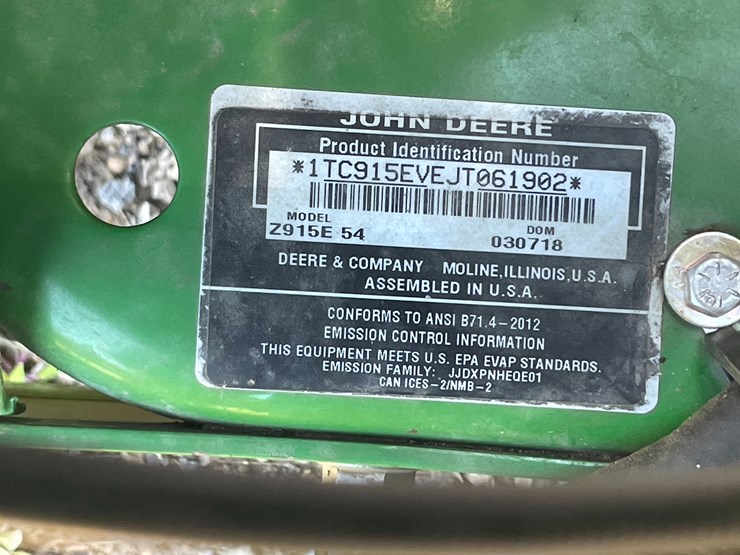 JOHN DEERE
Product Identification Number
*1TC915EVEJT061902*
MODEL DOM
Z915E 54 030718
DEERE & COMPANY MOLINE, ILLINOIS, U.S.A.
ASSEMBLED IN U.S.A.
CONFORMS TO ANSI B71.4-2012
EMISSION CONTROL INFORMATION
THIS EQUIPMENT MEETS U.S. EPA EVAP STANDARDS.
EMISSION FAMILY: JJDXPNHEQE01
CAN ICES-2/NMB-2